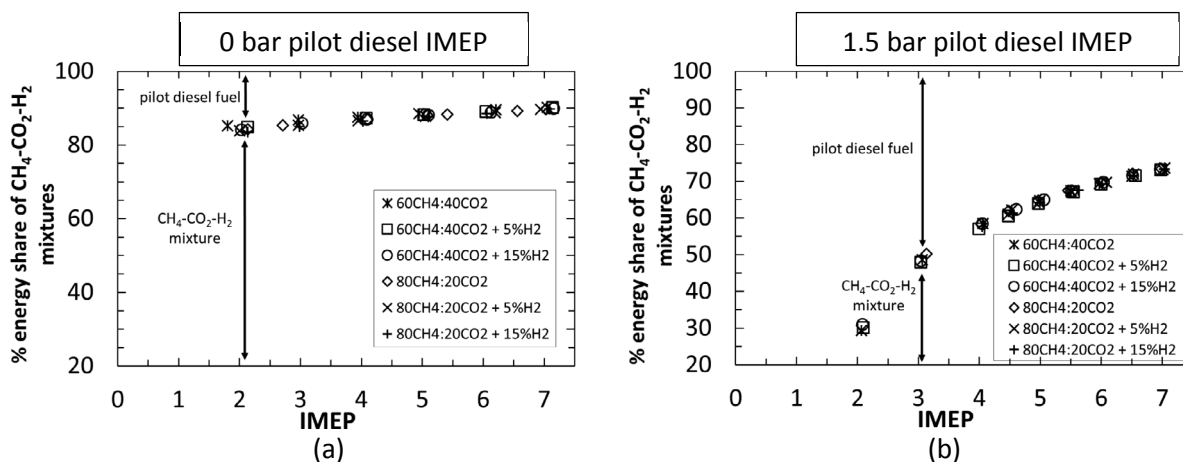 0 bar pilot diesel IMEP
% energy share of CH₄-CO₂-H₂
mixtures
100
80
60
40
20
pilot diesel fuel
CH₄-CO₂-H₂
mixture
60CH4:40CO2
60CH4:40CO2 + 5%H2
60CH4:40CO2 + 15%H2
80CH4:20CO2
80CH4:20CO2 + 5%H2
80CH4:20CO2 + 15%H2
0 1 2 3 4 5 6 7
IMEP
(a)
1.5 bar pilot diesel IMEP
% energy share of CH₄-CO₂-H₂
mixtures
100
90
80
70
60
50
40
30
20
pilot diesel fuel
CH₄-CO₂-H₂
mixture
60CH4:40CO2
60CH4:40CO2 + 5%H2
60CH4:40CO2 + 15%H2
80CH4:20CO2
80CH4:20CO2 + 5%H2
80CH4:20CO2 + 15%H2
0 1 2 3 4 5 6 7
IMEP
(b)